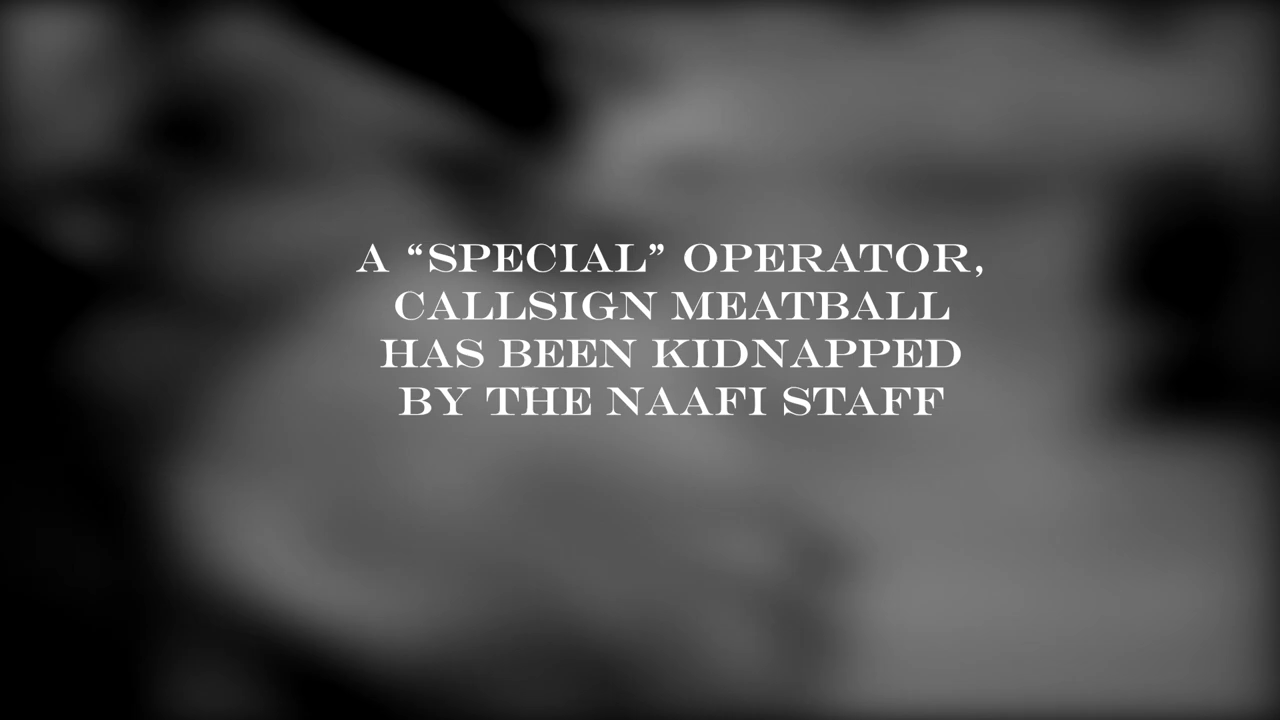 A “SPECIAL” OPERATOR,
CALLSIGN MEATBALL
HAS BEEN KIDNAPPED
BY THE NAAFI STAFF